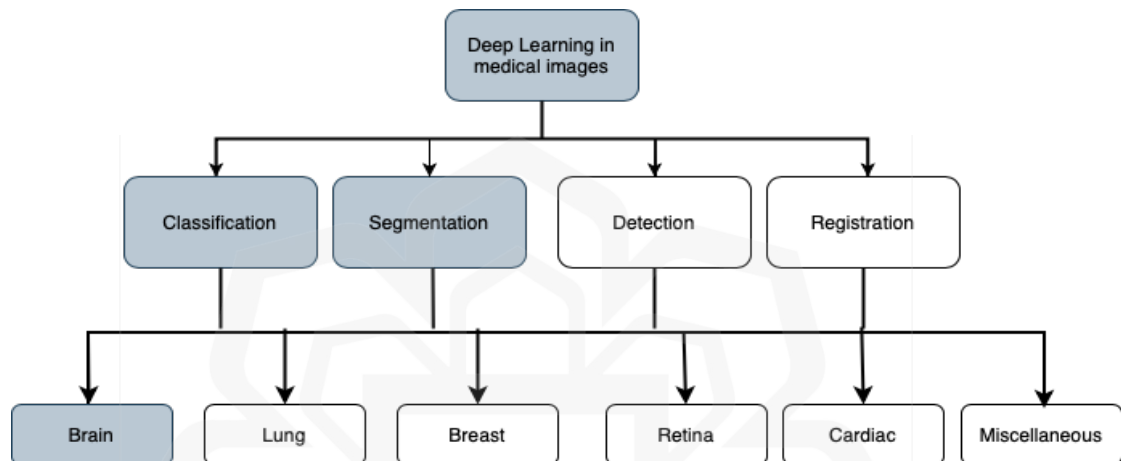 Deep Learning in
medical images
Classification
Segmentation
Detection
Registration
Brain
Lung
Breast
Retina
Cardiac
Miscellaneous